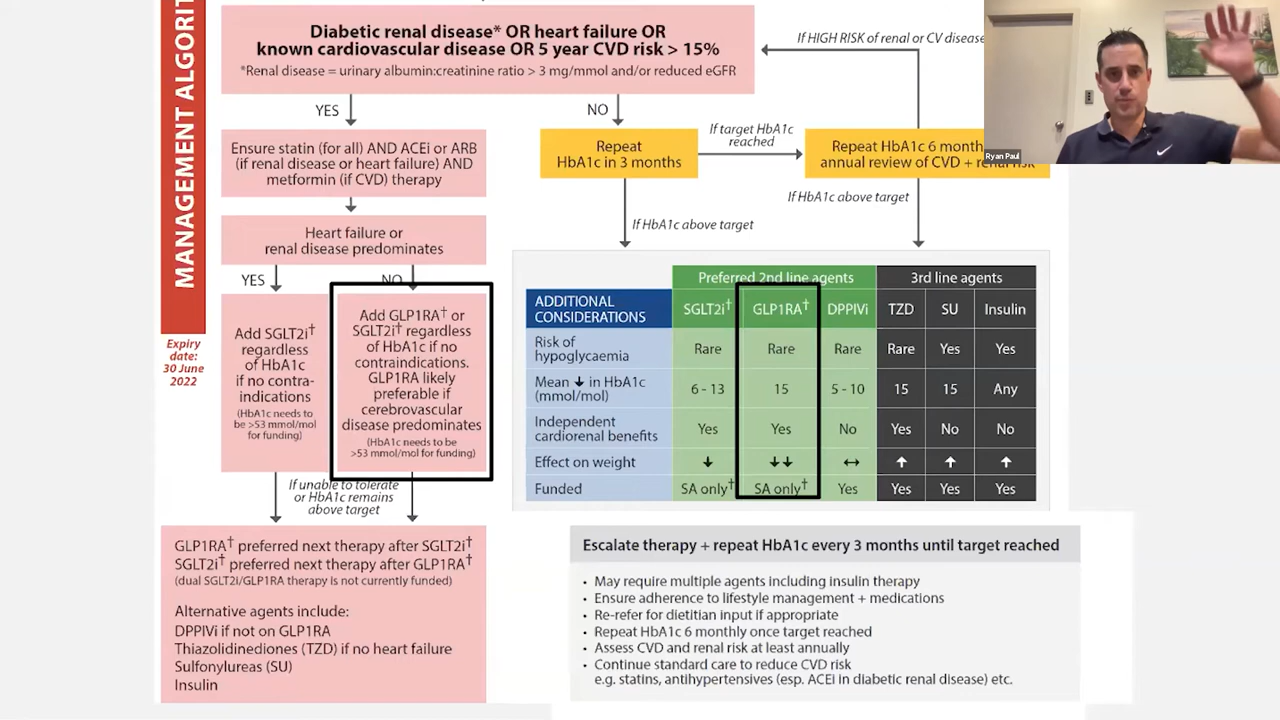 MANAGEMENT ALGORIT
Expiry
date:
30 June
2022
Diabetic renal disease* OR heart failure OR
known cardiovascular disease OR 5 year CVD risk > 15%
*Renal disease = urinary albumin:creatinine ratio > 3 mg/mmol and/or reduced eGFR
If HIGH RISK of renal or CV disease
YES
NO
Ensure statin (for all) AND ACEi or ARB
(if renal disease or heart failure) AND
metformin (if CVD) therapy
Repeat
HbA1c in 3 months
If target HbA1c
reached
Repeat HbA1c 6 month
annual review of CVD + renal risk
Ryan Paul
If HbA1c above target
If HbA1c above target
Heart failure or
renal disease predominates
YES
NO
Add SGLT2i†
regardless
of HbA1c
if no contra-
indications
(HbA1c needs to
be >53 mmol/mol
for funding)
Add GLP1RA† or
SGLT2i† regardless
of HbA1c if no
contraindications.
GLP1RA likely
preferable if
cerebrovascular
disease predominates
(HbA1c needs to be
>53 mmol/mol for funding)
If unable to tolerate
or HbA1c remains
above target
GLP1RA† preferred next therapy after SGLT2i†
SGLT2i† preferred next therapy after GLP1RA†
(dual SGLT2i/GLP1RA therapy is not currently funded)
Alternative agents include:
DPPIVi if not on GLP1RA
Thiazolidinediones (TZD) if no heart failure
Sulfonylureas (SU)
Insulin
Preferred 2nd line agents 3rd line agents
ADDITIONAL
CONSIDERATIONS
SGLT2i† GLP1RA† DPPIVi TZD SU Insulin
Risk of
hypoglycaemia
Rare Rare Rare Rare Yes Yes
Mean ↓ in HbA1c
(mmol/mol)
6 - 13 15 5 - 10 15 15 Any
Independent
cardiorenal benefits
Yes Yes No Yes No No
Effect on weight ↓ ↓↓ ↔ ↑ ↑ ↑
Funded SA only† SA only† Yes Yes Yes Yes
Escalate therapy + repeat HbA1c every 3 months until target reached
• May require multiple agents including insulin therapy
• Ensure adherence to lifestyle management + medications
• Re-refer for dietitian input if appropriate
• Repeat HbA1c 6 monthly once target reached
• Assess CVD and renal risk at least annually
• Continue standard care to reduce CVD risk
e.g. statins, antihypertensives (esp. ACEi in diabetic renal disease) etc.